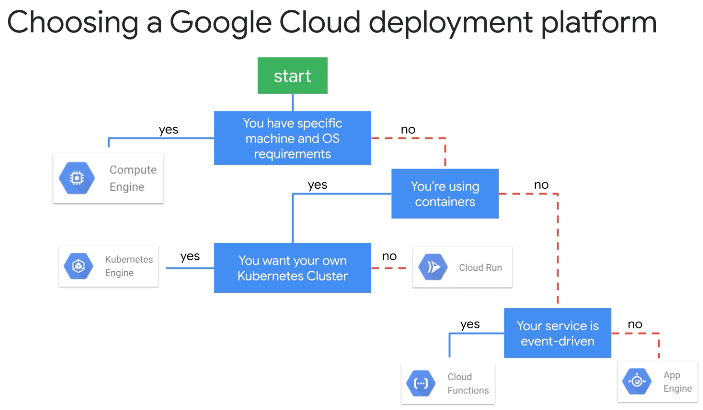 Choosing a Google Cloud deployment platform
start
You have specific
machine and OS
requirements
yes
no
Compute
Engine
You're using
containers
yes
no
You want your own
Kubernetes Cluster
yes
no
Kubernetes
Engine
Cloud Run
Your service is
event-driven
yes
no
Cloud
Functions
App
Engine